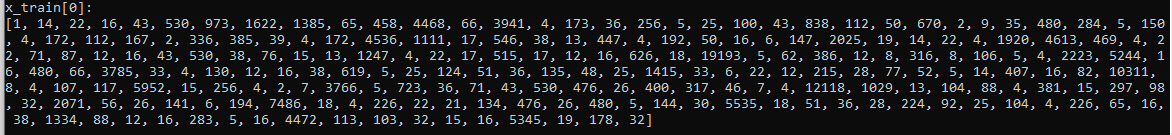 x_train[0]:
[1, 14, 22, 16, 43, 530, 973, 1622, 1385, 65, 458, 4468, 66, 3941, 4, 173, 36, 256, 5, 25, 100, 43, 838, 112, 50, 670, 2, 9, 35, 480, 284, 5, 150
, 4, 172, 112, 167, 2, 336, 385, 39, 4, 172, 4536, 1111, 17, 546, 38, 13, 447, 4, 192, 50, 16, 6, 147, 2025, 19, 14, 22, 4, 1920, 4613, 469, 4, 2
2, 71, 87, 12, 16, 43, 530, 38, 76, 15, 13, 1247, 4, 22, 17, 515, 17, 12, 16, 626, 18, 19193, 5, 62, 386, 12, 8, 316, 8, 106, 5, 4, 2223, 5244, 1
6, 480, 66, 3785, 33, 4, 130, 12, 16, 38, 619, 5, 25, 124, 51, 36, 135, 48, 25, 1415, 33, 6, 22, 12, 215, 28, 77, 52, 5, 14, 407, 16, 82, 10311,
8, 4, 107, 117, 5952, 15, 256, 4, 2, 7, 3766, 5, 723, 36, 71, 43, 530, 476, 26, 400, 317, 46, 7, 4, 12118, 1029, 13, 104, 88, 4, 381, 15, 297, 98
, 32, 2071, 56, 26, 141, 6, 194, 7486, 18, 4, 226, 22, 21, 134, 476, 26, 480, 5, 144, 30, 5535, 18, 51, 36, 28, 224, 92, 25, 104, 4, 226, 65, 16,
38, 1334, 88, 12, 16, 283, 5, 16, 4472, 113, 103, 32, 15, 16, 5345, 19, 178, 32]